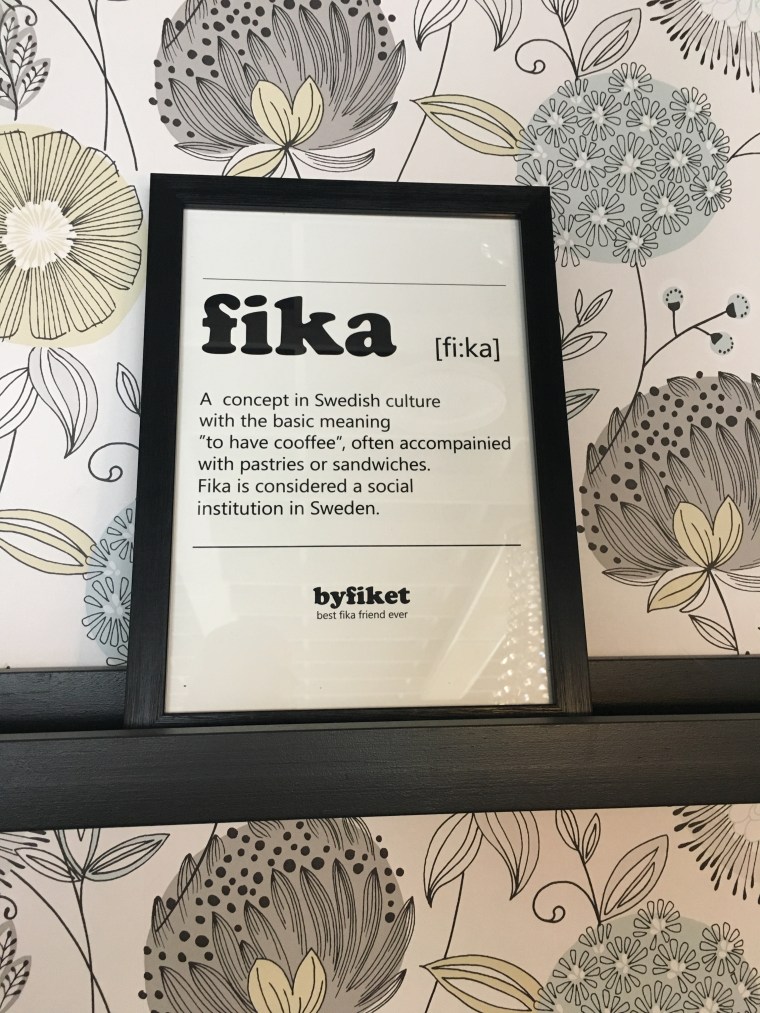 fika [fi:ka]
A concept in Swedish culture
with the basic meaning
"to have cooffee", often accompainied
with pastries or sandwiches.
Fika is considered a social
institution in Sweden.
byfiket
best fika friend ever